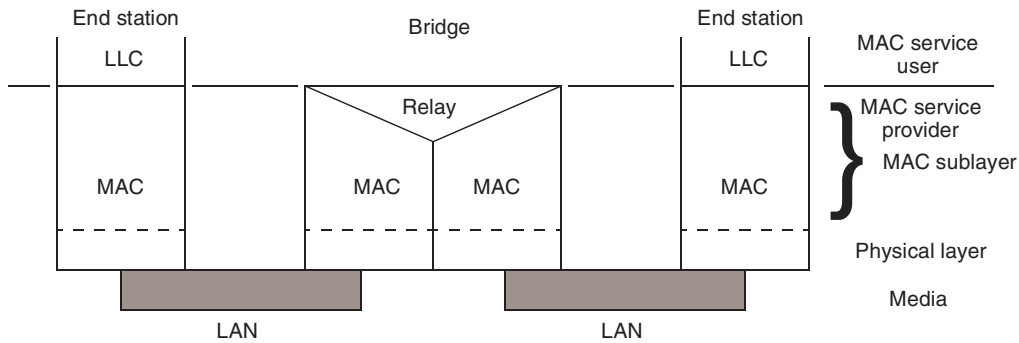 End station
Bridge
End station
LLC
LLC
MAC service
user
Relay
MAC service
provider
MAC sublayer
MAC
MAC
MAC
MAC
Physical layer
Media
LAN
LAN